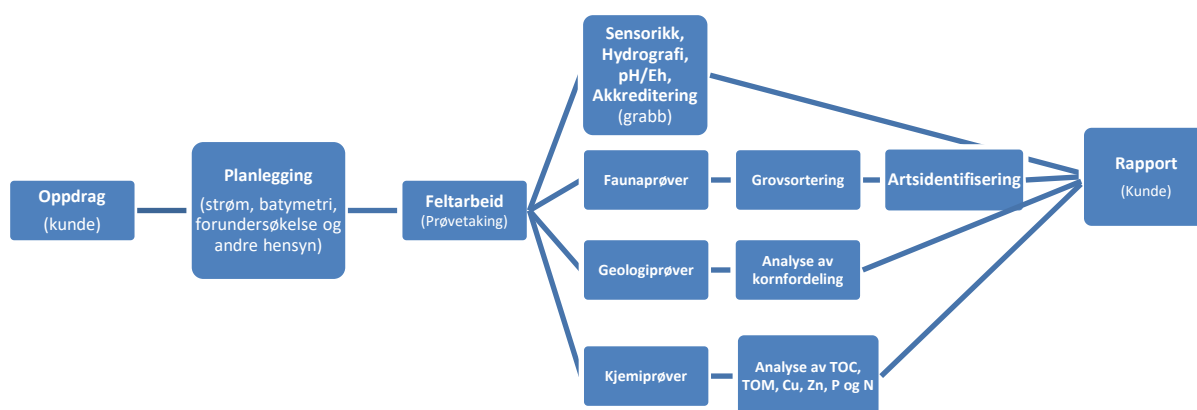 Oppdrag
(kunde)
Planlegging
(strøm, batymetri,
forundersøkelse og
andre hensyn)
Feltarbeid
(Prøvetaking)
Sensorikk,
Hydrografi,
pH/Eh,
Akkreditering
(grabb)
Faunaprøver
Grovsortering
Artsidentifisering
Geologiprøver
Analyse av
kornfordeling
Kjemiprøver
Analyse av TOC,
TOM, Cu, Zn, P og N
Rapport
(Kunde)